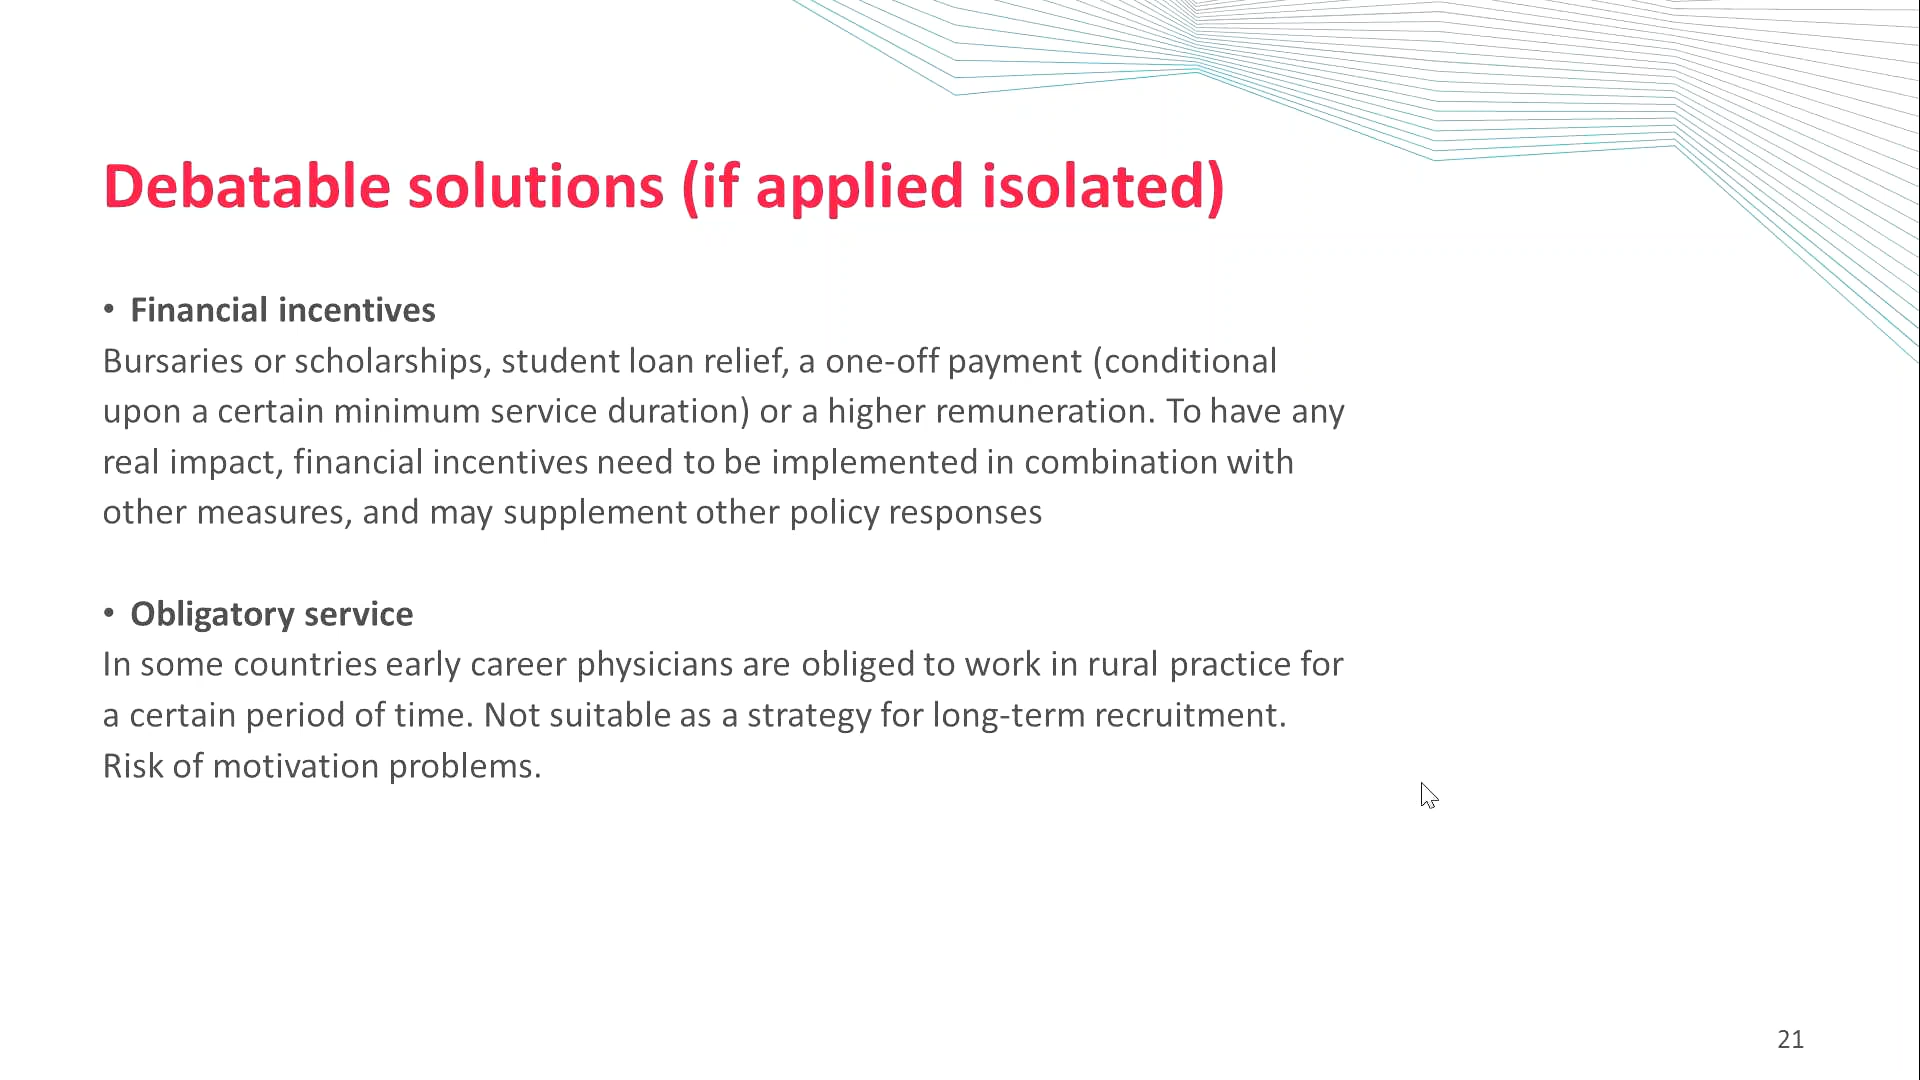 Debatable solutions (if applied isolated)
• Financial incentives
Bursaries or scholarships, student loan relief, a one-off payment (conditional
upon a certain minimum service duration) or a higher remuneration. To have any
real impact, financial incentives need to be implemented in combination with
other measures, and may supplement other policy responses
• Obligatory service
In some countries early career physicians are obliged to work in rural practice for
a certain period of time. Not suitable as a strategy for long-term recruitment.
Risk of motivation problems.
21